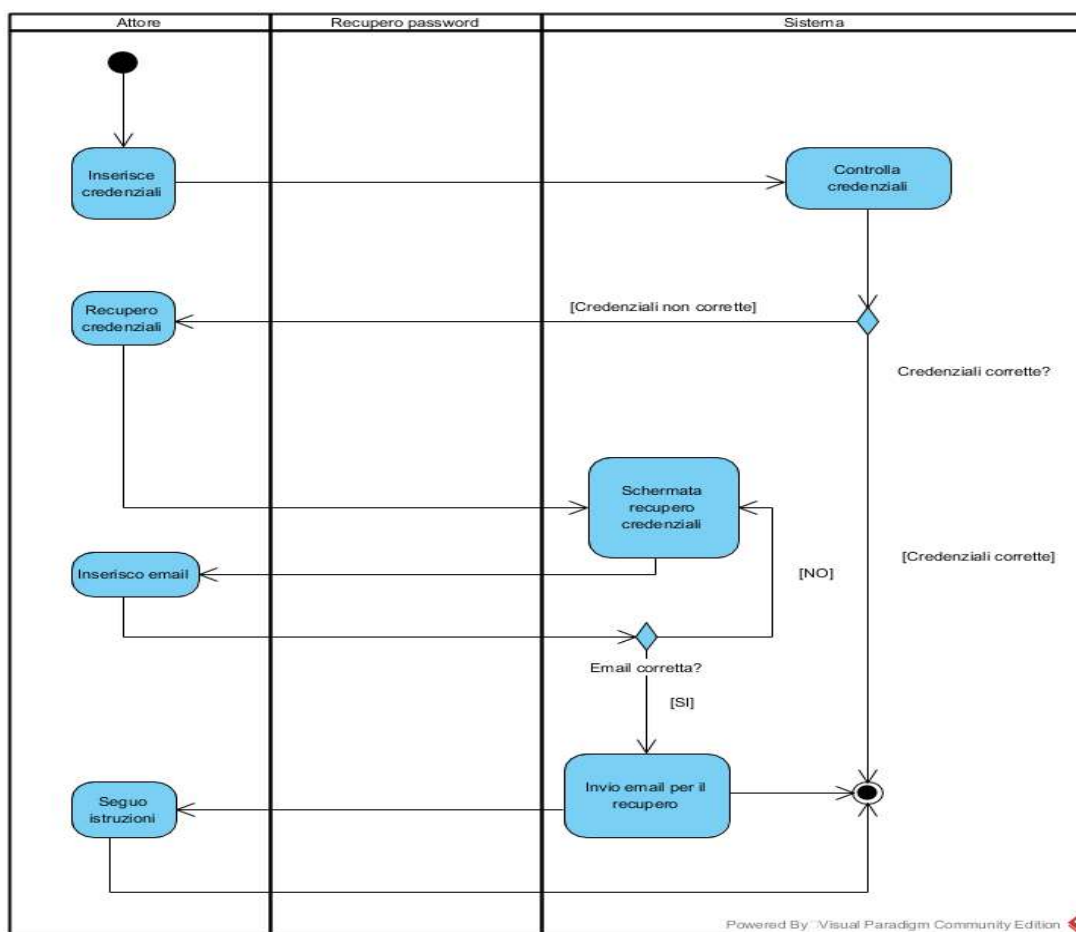 Attore
Recupero password
Sistema
Inserisce
credenziali
Controlla
credenziali
[Credenziali non corrette]
Recupero
credenziali
Credenziali corrette?
Schermata
recupero
credenziali
[Credenziali corrette]
Inserisco email
[NO]
Email corretta?
[SI]
Invio email per il
recupero
Seguo
istruzioni
Powered By Visual Paradigm Community Edition